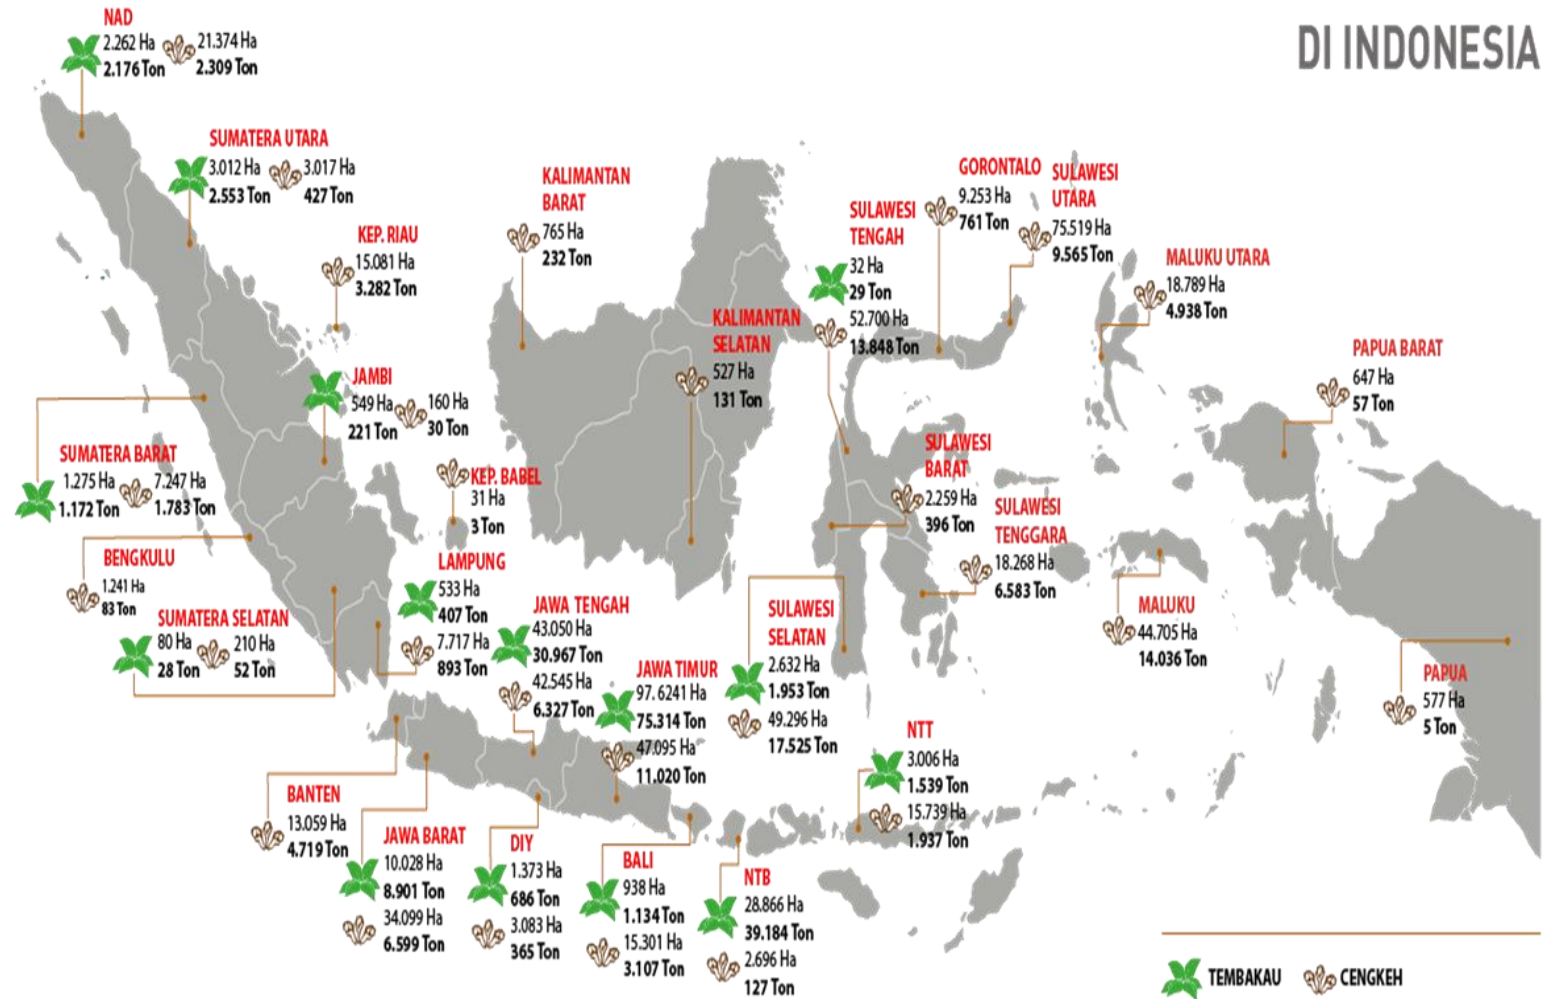 DI INDONESIA
NAD
2.262 Ha
2.176 Ton
21.374 Ha
2.309 Ton
SUMATERA UTARA
3.012 Ha
2.553 Ton
3.017 Ha
427 Ton
KEP. RIAU
15.081 Ha
3.282 Ton
JAMBI
549 Ha
221 Ton
160 Ha
30 Ton
SUMATERA BARAT
1.275 Ha
1.172 Ton
7.247 Ha
1.783 Ton
KEP. BABEL
31 Ha
3 Ton
BENGKULU
1.241 Ha
83 Ton
SUMATERA SELATAN
80 Ha
28 Ton
210 Ha
52 Ton
LAMPUNG
533 Ha
407 Ton
7.717 Ha
893 Ton
KALIMANTAN
BARAT
765 Ha
232 Ton
KALIMANTAN
SELATAN
527 Ha
131 Ton
SULAWESI
TENGAH
32 Ha
29 Ton
52.700 Ha
13.848 Ton
GORONTALO
9.253 Ha
761 Ton
SULAWESI
UTARA
75.519 Ha
9.565 Ton
MALUKU UTARA
18.789 Ha
4.938 Ton
PAPUA BARAT
647 Ha
57 Ton
SULAWESI
BARAT
2.259 Ha
396 Ton
SULAWESI
TENGGARA
18.268 Ha
6.583 Ton
MALUKU
44.705 Ha
14.036 Ton
PAPUA
577 Ha
5 Ton
SULAWESI
SELATAN
2.632 Ha
1.953 Ton
49.296 Ha
17.525 Ton
JAWA TENGAH
43.050 Ha
30.967 Ton
42.545 Ha
6.327 Ton
JAWA TIMUR
97.6241 Ha
75.314 Ton
47.095 Ha
11.020 Ton
NTT
3.006 Ha
1.539 Ton
15.739 Ha
1.937 Ton
BANTEN
13.059 Ha
4.719 Ton
JAWA BARAT
10.028 Ha
8.901 Ton
34.099 Ha
6.599 Ton
DIY
1.373 Ha
686 Ton
3.083 Ha
365 Ton
BALI
938 Ha
1.134 Ton
15.301 Ha
3.107 Ton
NTB
28.866 Ha
39.184 Ton
2.696 Ha
127 Ton
TEMBAKAU
CENGKEH